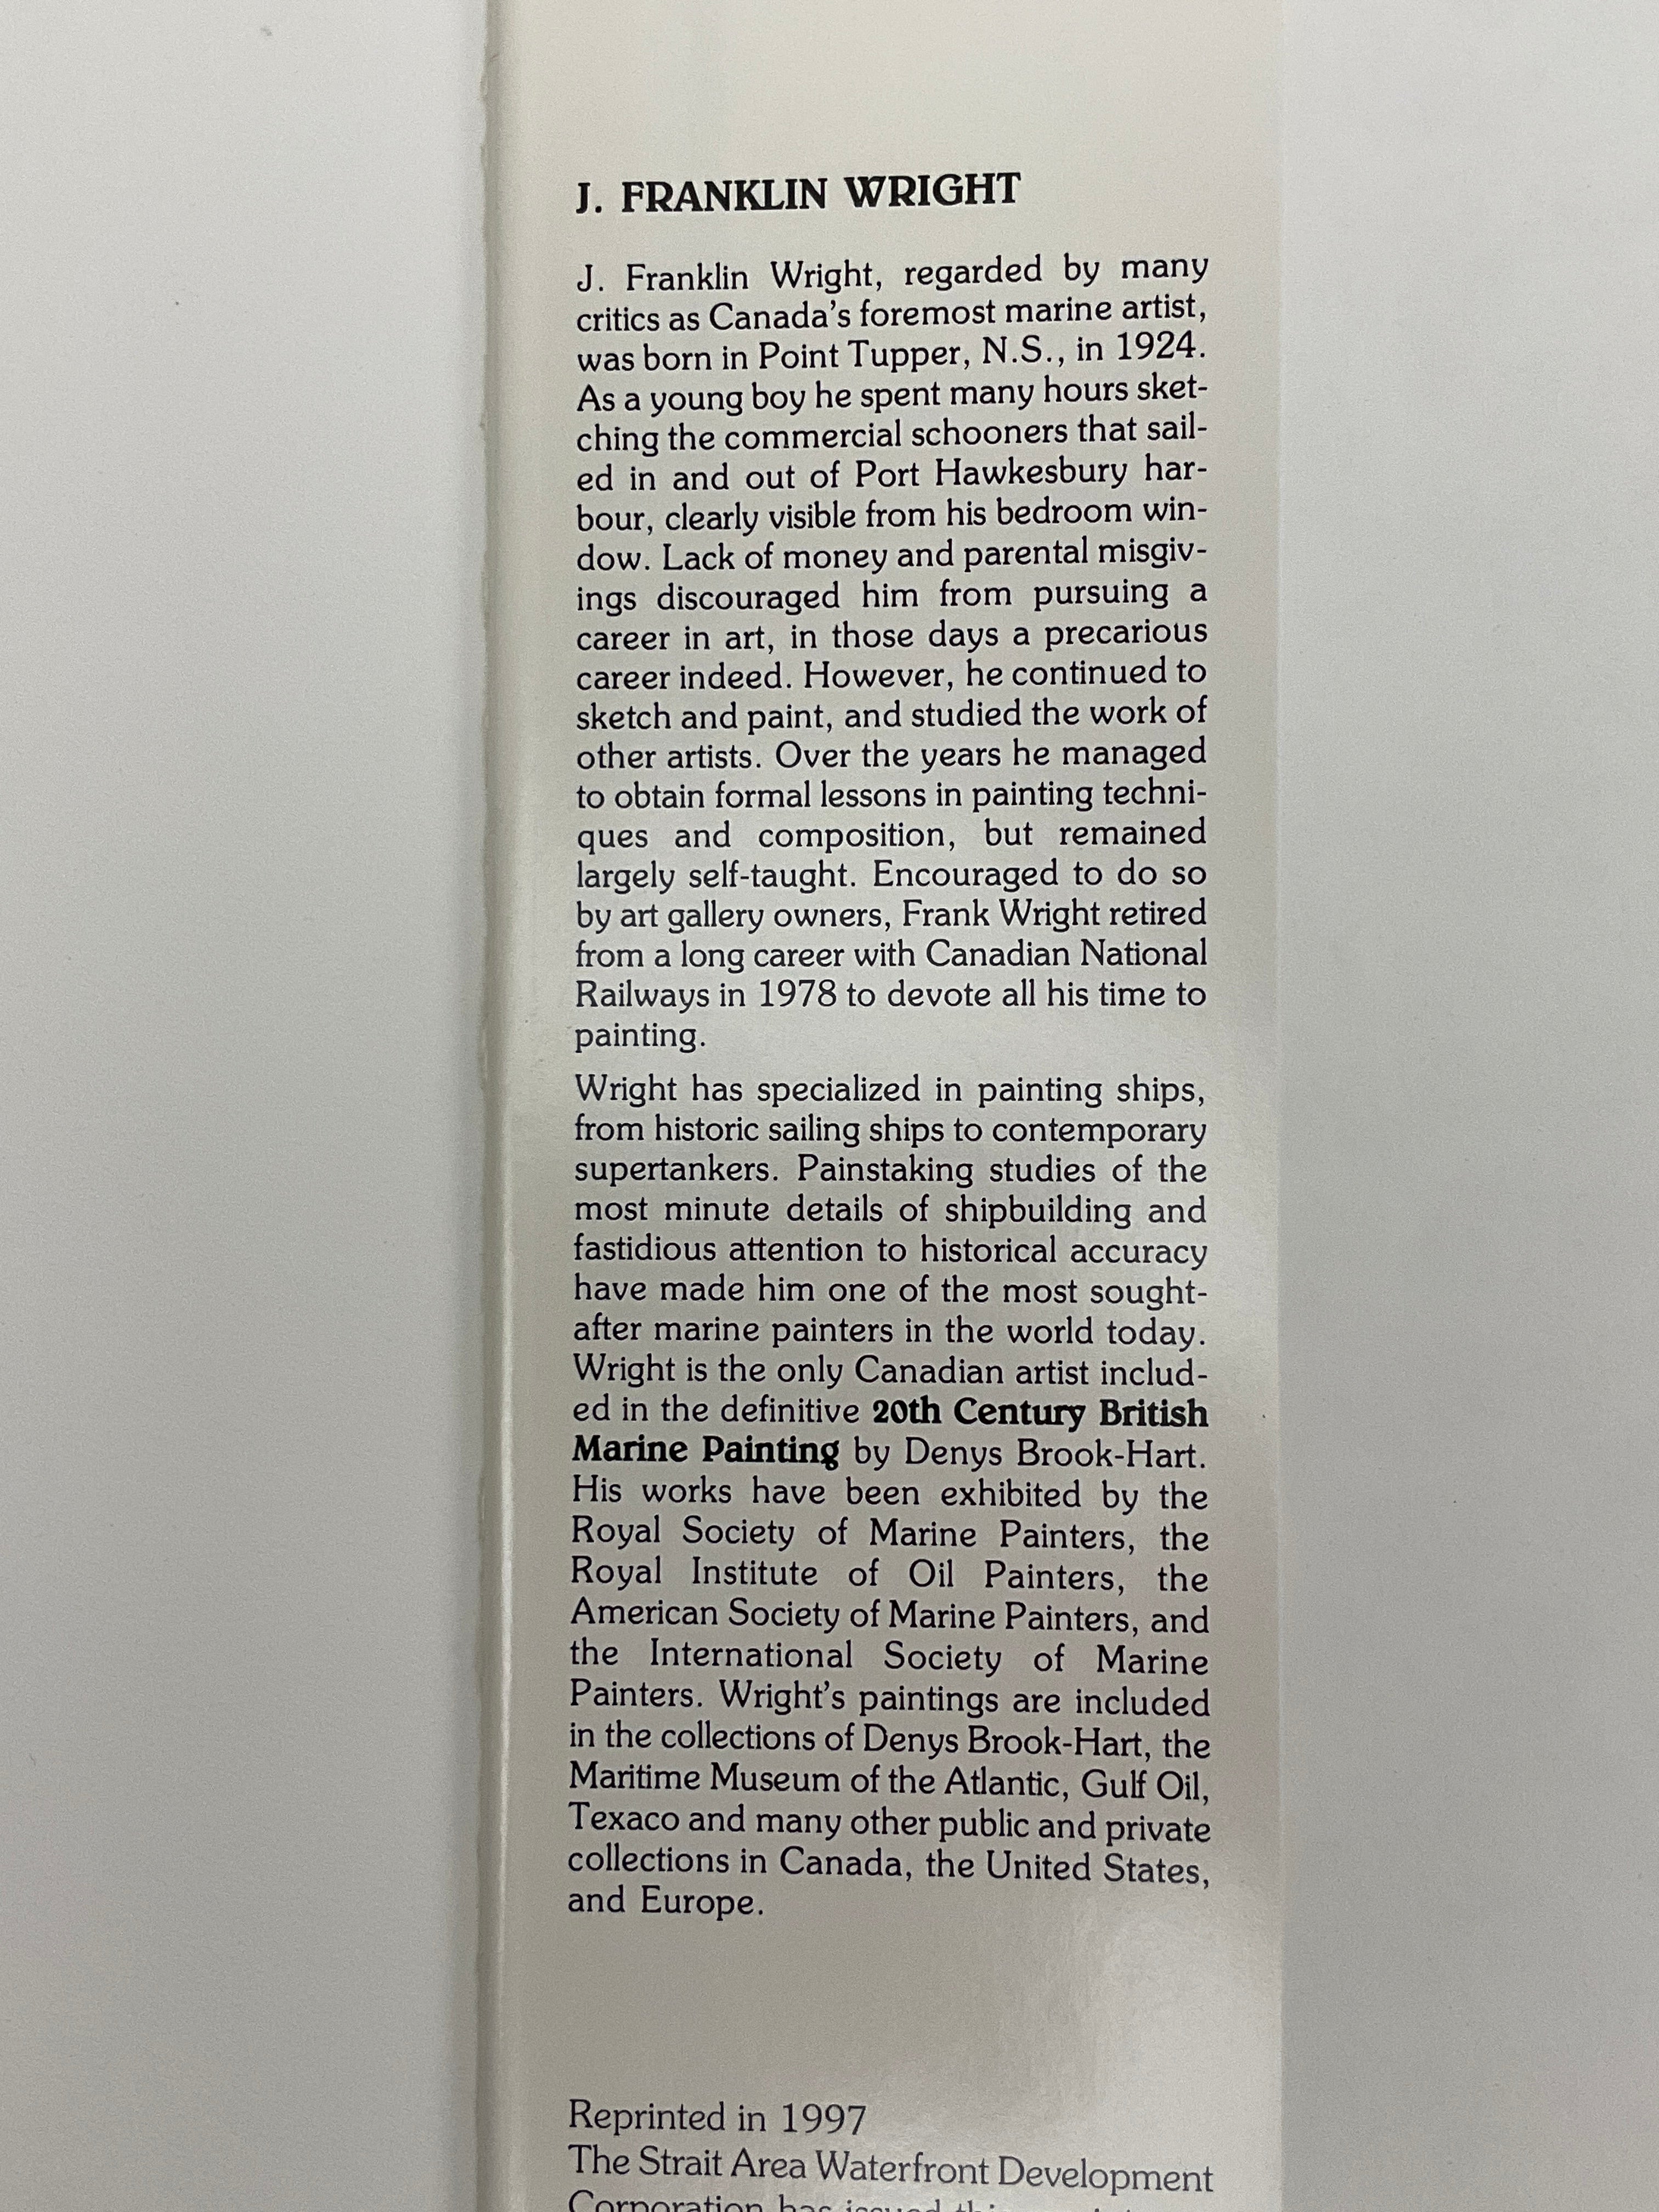 J. FRANKLIN WRIGHT
J. Franklin Wright, regarded by many
critics as Canada's foremost marine artist,
was born in Point Tupper, N.S., in 1924.
As a young boy he spent many hours sket-
ching the commercial schooners that sail-
ed in and out of Port Hawkesbury har-
bour, clearly visible from his bedroom win-
dow. Lack of money and parental misgiv-
ings discouraged him from pursuing a
career in art, in those days a precarious
career indeed. However, he continued to
sketch and paint, and studied the work of
other artists. Over the years he managed
to obtain formal lessons in painting techni-
ques and composition, but remained
largely self-taught. Encouraged to do so
by art gallery owners, Frank Wright retired
from a long career with Canadian National
Railways in 1978 to devote all his time to
painting.
Wright has specialized in painting ships,
from historic sailing ships to contemporary
supertankers. Painstaking studies of the
most minute details of shipbuilding and
fastidious attention to historical accuracy
have made him one of the most sought-
after marine painters in the world today.
Wright is the only Canadian artist includ-
ed in the definitive 20th Century British
Marine Painting by Denys Brook-Hart.
His works have been exhibited by the
Royal Society of Marine Painters, the
Royal Institute of Oil Painters, the
American Society of Marine Painters, and
the International Society of Marine
Painters. Wright's paintings are included
in the collections of Denys Brook-Hart, the
Maritime Museum of the Atlantic, Gulf Oil,
Texaco and many other public and private
collections in Canada, the United States,
and Europe.
Reprinted in 1997
The Strait Area Waterfront Development
Corporation has issued